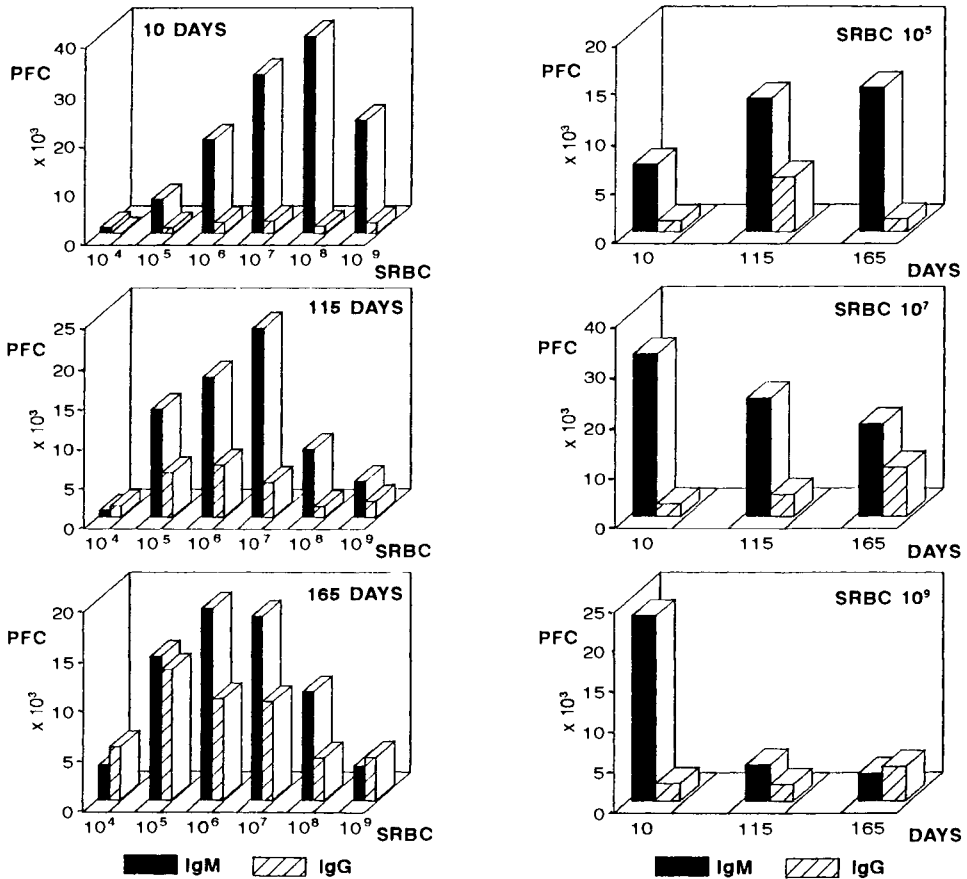 10 DAYS
PFC
x 10³
40
30
20
10
0
10⁴ 10⁵ 10⁶ 10⁷ 10⁸ 10⁹
SRBC
115 DAYS
PFC
x 10³
25
20
15
10
5
0
10⁴ 10⁵ 10⁶ 10⁷ 10⁸ 10⁹
SRBC
165 DAYS
PFC
x 10³
20
15
10
5
0
10⁴ 10⁵ 10⁶ 10⁷ 10⁸ 10⁹
SRBC
IgM IgG
SRBC 10⁵
PFC
x 10³
20
15
10
5
0
10 115 165
DAYS
SRBC 10⁷
PFC
x 10³
40
30
20
10
0
10 115 165
DAYS
SRBC 10⁹
PFC
x 10³
25
20
15
10
5
0
10 115 165
DAYS
IgM IgG